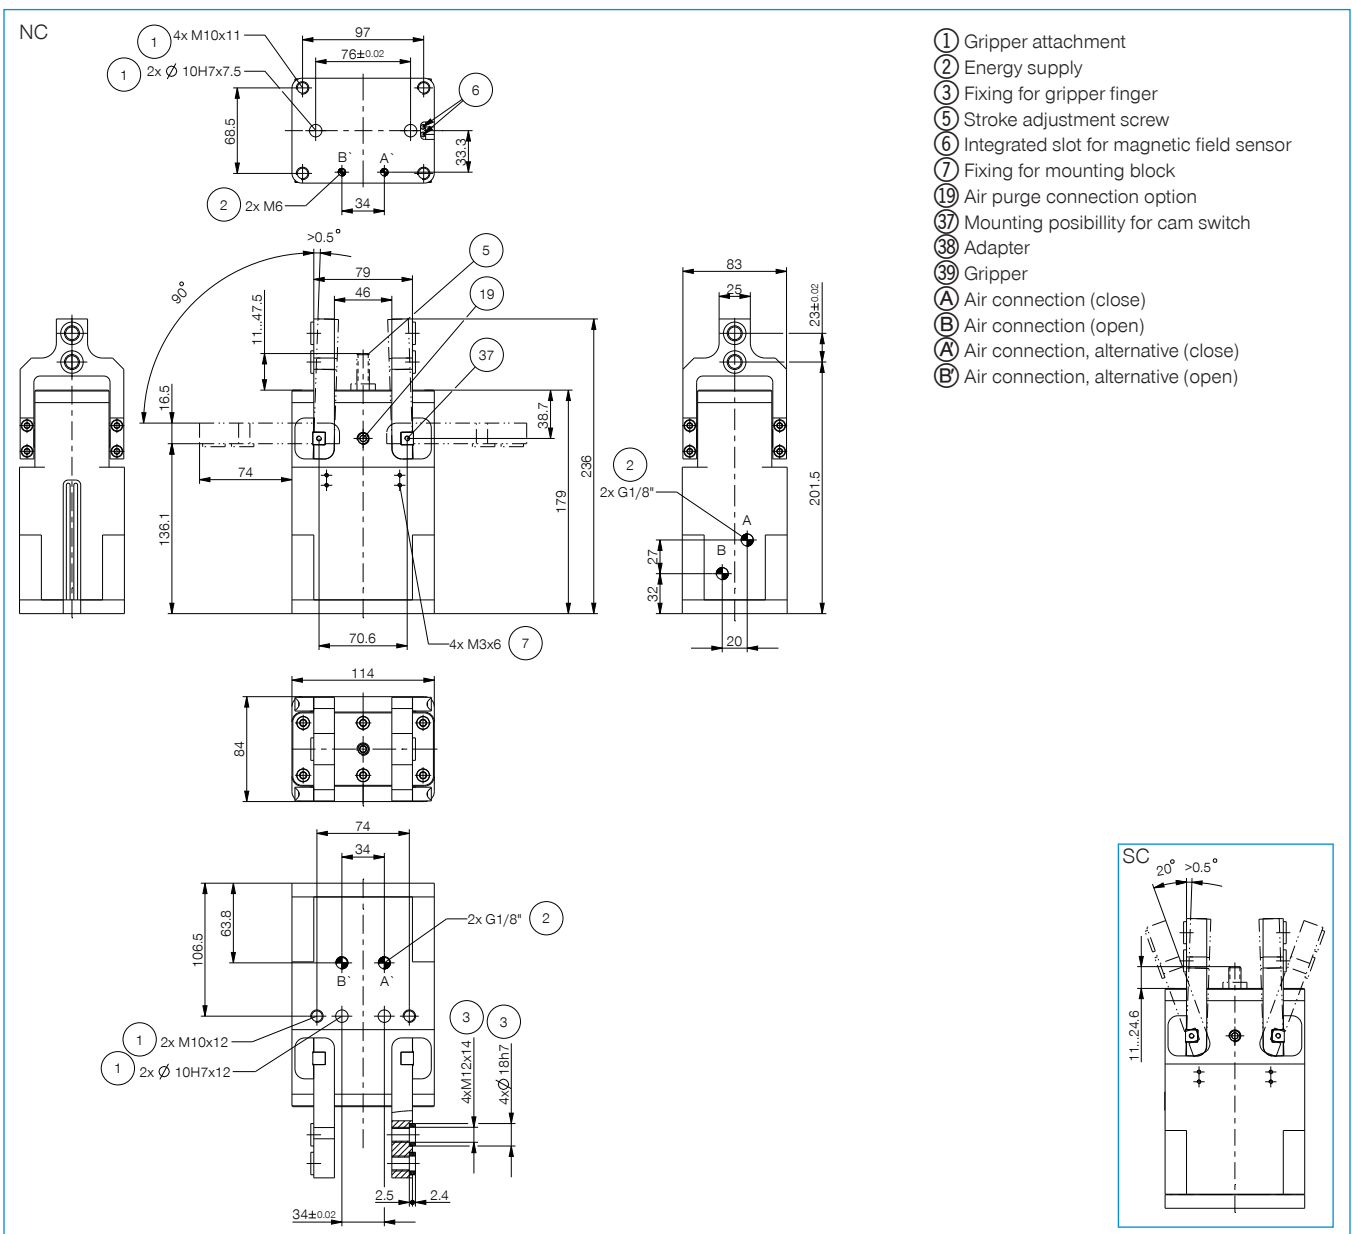 NC
1 4x M10x11
97
76±0.02
1 2x Ø 10H7x7.5
6
68.5
33.3
B` A`
2 2x M6
34
1 Gripper attachment
2 Energy supply
3 Fixing for gripper finger
5 Stroke adjustment screw
6 Integrated slot for magnetic field sensor
7 Fixing for mounting block
19 Air purge connection option
37 Mounting posibillity for cam switch
38 Adapter
39 Gripper
A Air connection (close)
B Air connection (open)
A' Air connection, alternative (close)
B' Air connection, alternative (open)
>0.5°
90°
79
46
5
19
37
11...47.5
16.5
38.7
74
136.1
179
236
70.6
4x M3x6 7
83
25
23±0.02
2
2x G1/8"
A
B
27
32
20
201.5
114
84
74
34
63.8
106.5
2x G1/8" 2
B` A`
1 2x M10x12
1 2x Ø 10H7x12
3 3
4xM12x14
4xØ 18h7
2.5 2.4
34±0.02
SC
20° >0.5°
11...24.6